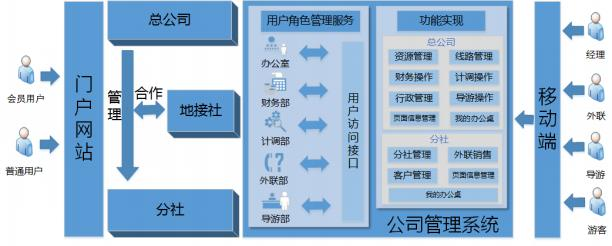 会员用户
普通用户
门户网站
总公司
管理
合作
地接社
分社
用户角色管理服务
办公室
财务部
计调部
外联部
导游部
用户访问接口
功能实现
总公司
资源管理 线路管理
财务操作 计调操作
行政管理 导游操作
页面信息管理 我的办公桌
分社
分社管理 外联销售
客户管理 页面信息管理
我的办公桌
公司管理系统
移动端
经理
外联
导游
游客